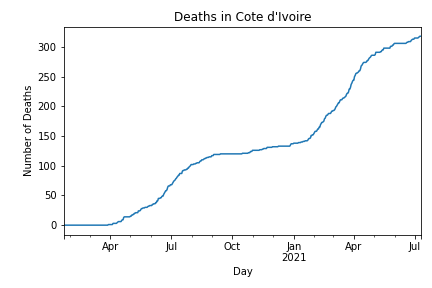 Deaths in Cote d'Ivoire
Number of Deaths
300
250
200
150
100
50
0
Apr
Jul
Oct
Jan
2021
Apr
Jul
Day